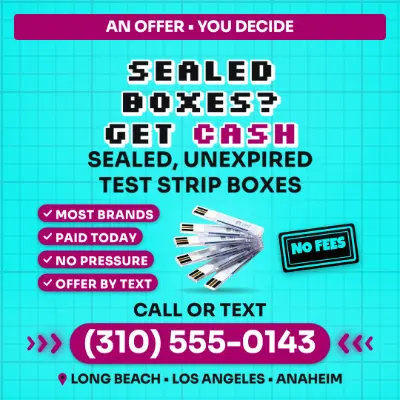 AN OFFER • YOU DECIDE
SEALED
BOXES?
GET CASH
SEALED, UNEXPIRED
TEST STRIP BOXES
MOST BRANDS
PAID TODAY
NO PRESSURE
OFFER BY TEXT
NO FEES
CALL OR TEXT
(310) 555-0143
LONG BEACH • LOS ANGELES • ANAHEIM